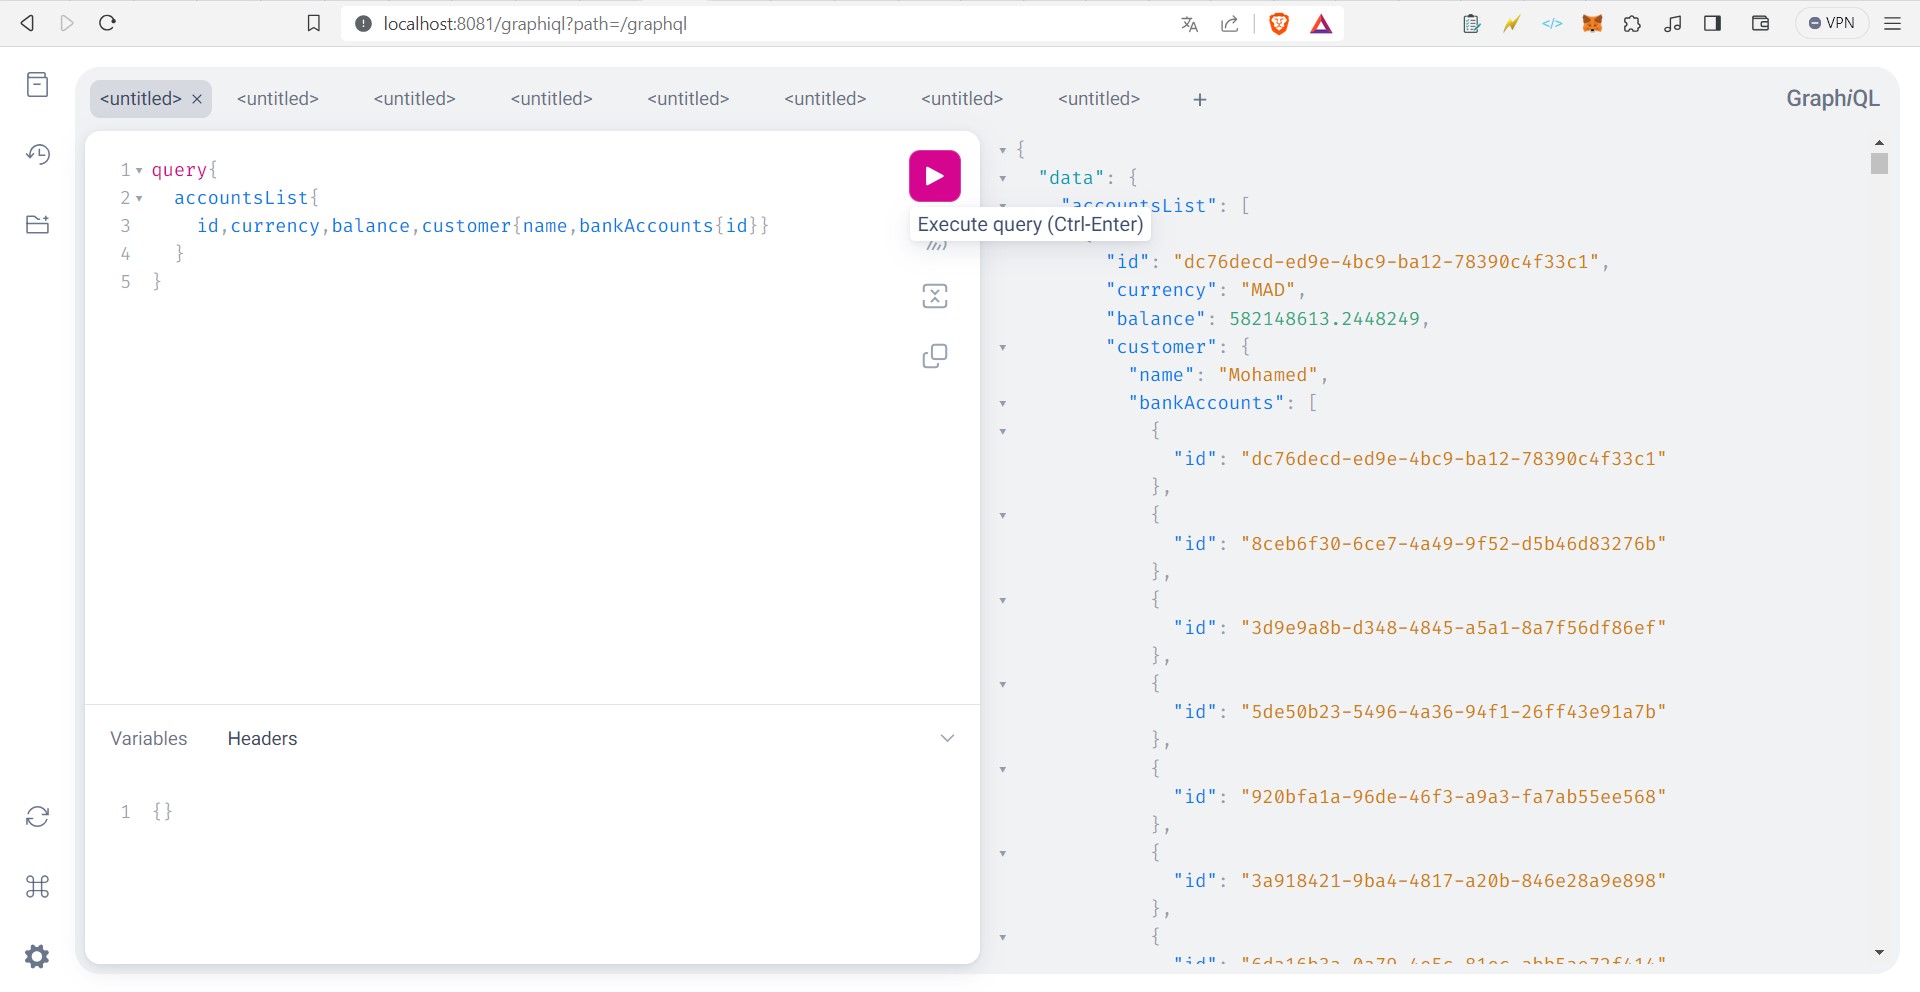 localhost:8081/graphiql?path=/graphql
VPN
<untitled> <untitled> <untitled> <untitled> <untitled> <untitled> <untitled> <untitled> +
GraphiQL
1 query{
2 accountsList{
3 id,currency,balance,customer{name,bankAccounts{id}}
4 }
5 }
Execute query (Ctrl-Enter)
Variables Headers
1 {}
{
"data": {
"accountsList": [
"id": "dc76decd-ed9e-4bc9-ba12-78390c4f33c1",
"currency": "MAD",
"balance": 582148613.2448249,
"customer": {
"name": "Mohamed",
"bankAccounts": [
{
"id": "dc76decd-ed9e-4bc9-ba12-78390c4f33c1"
},
{
"id": "8ceb6f30-6ce7-4a49-9f52-d5b46d83276b"
},
{
"id": "3d9e9a8b-d348-4845-a5a1-8a7f56df86ef"
},
{
"id": "5de50b23-5496-4a36-94f1-26ff43e91a7b"
},
{
"id": "920bfa1a-96de-46f3-a9a3-fa7ab55ee568"
},
{
"id": "3a918421-9ba4-4817-a20b-846e28a9e898"
},
{
"id":